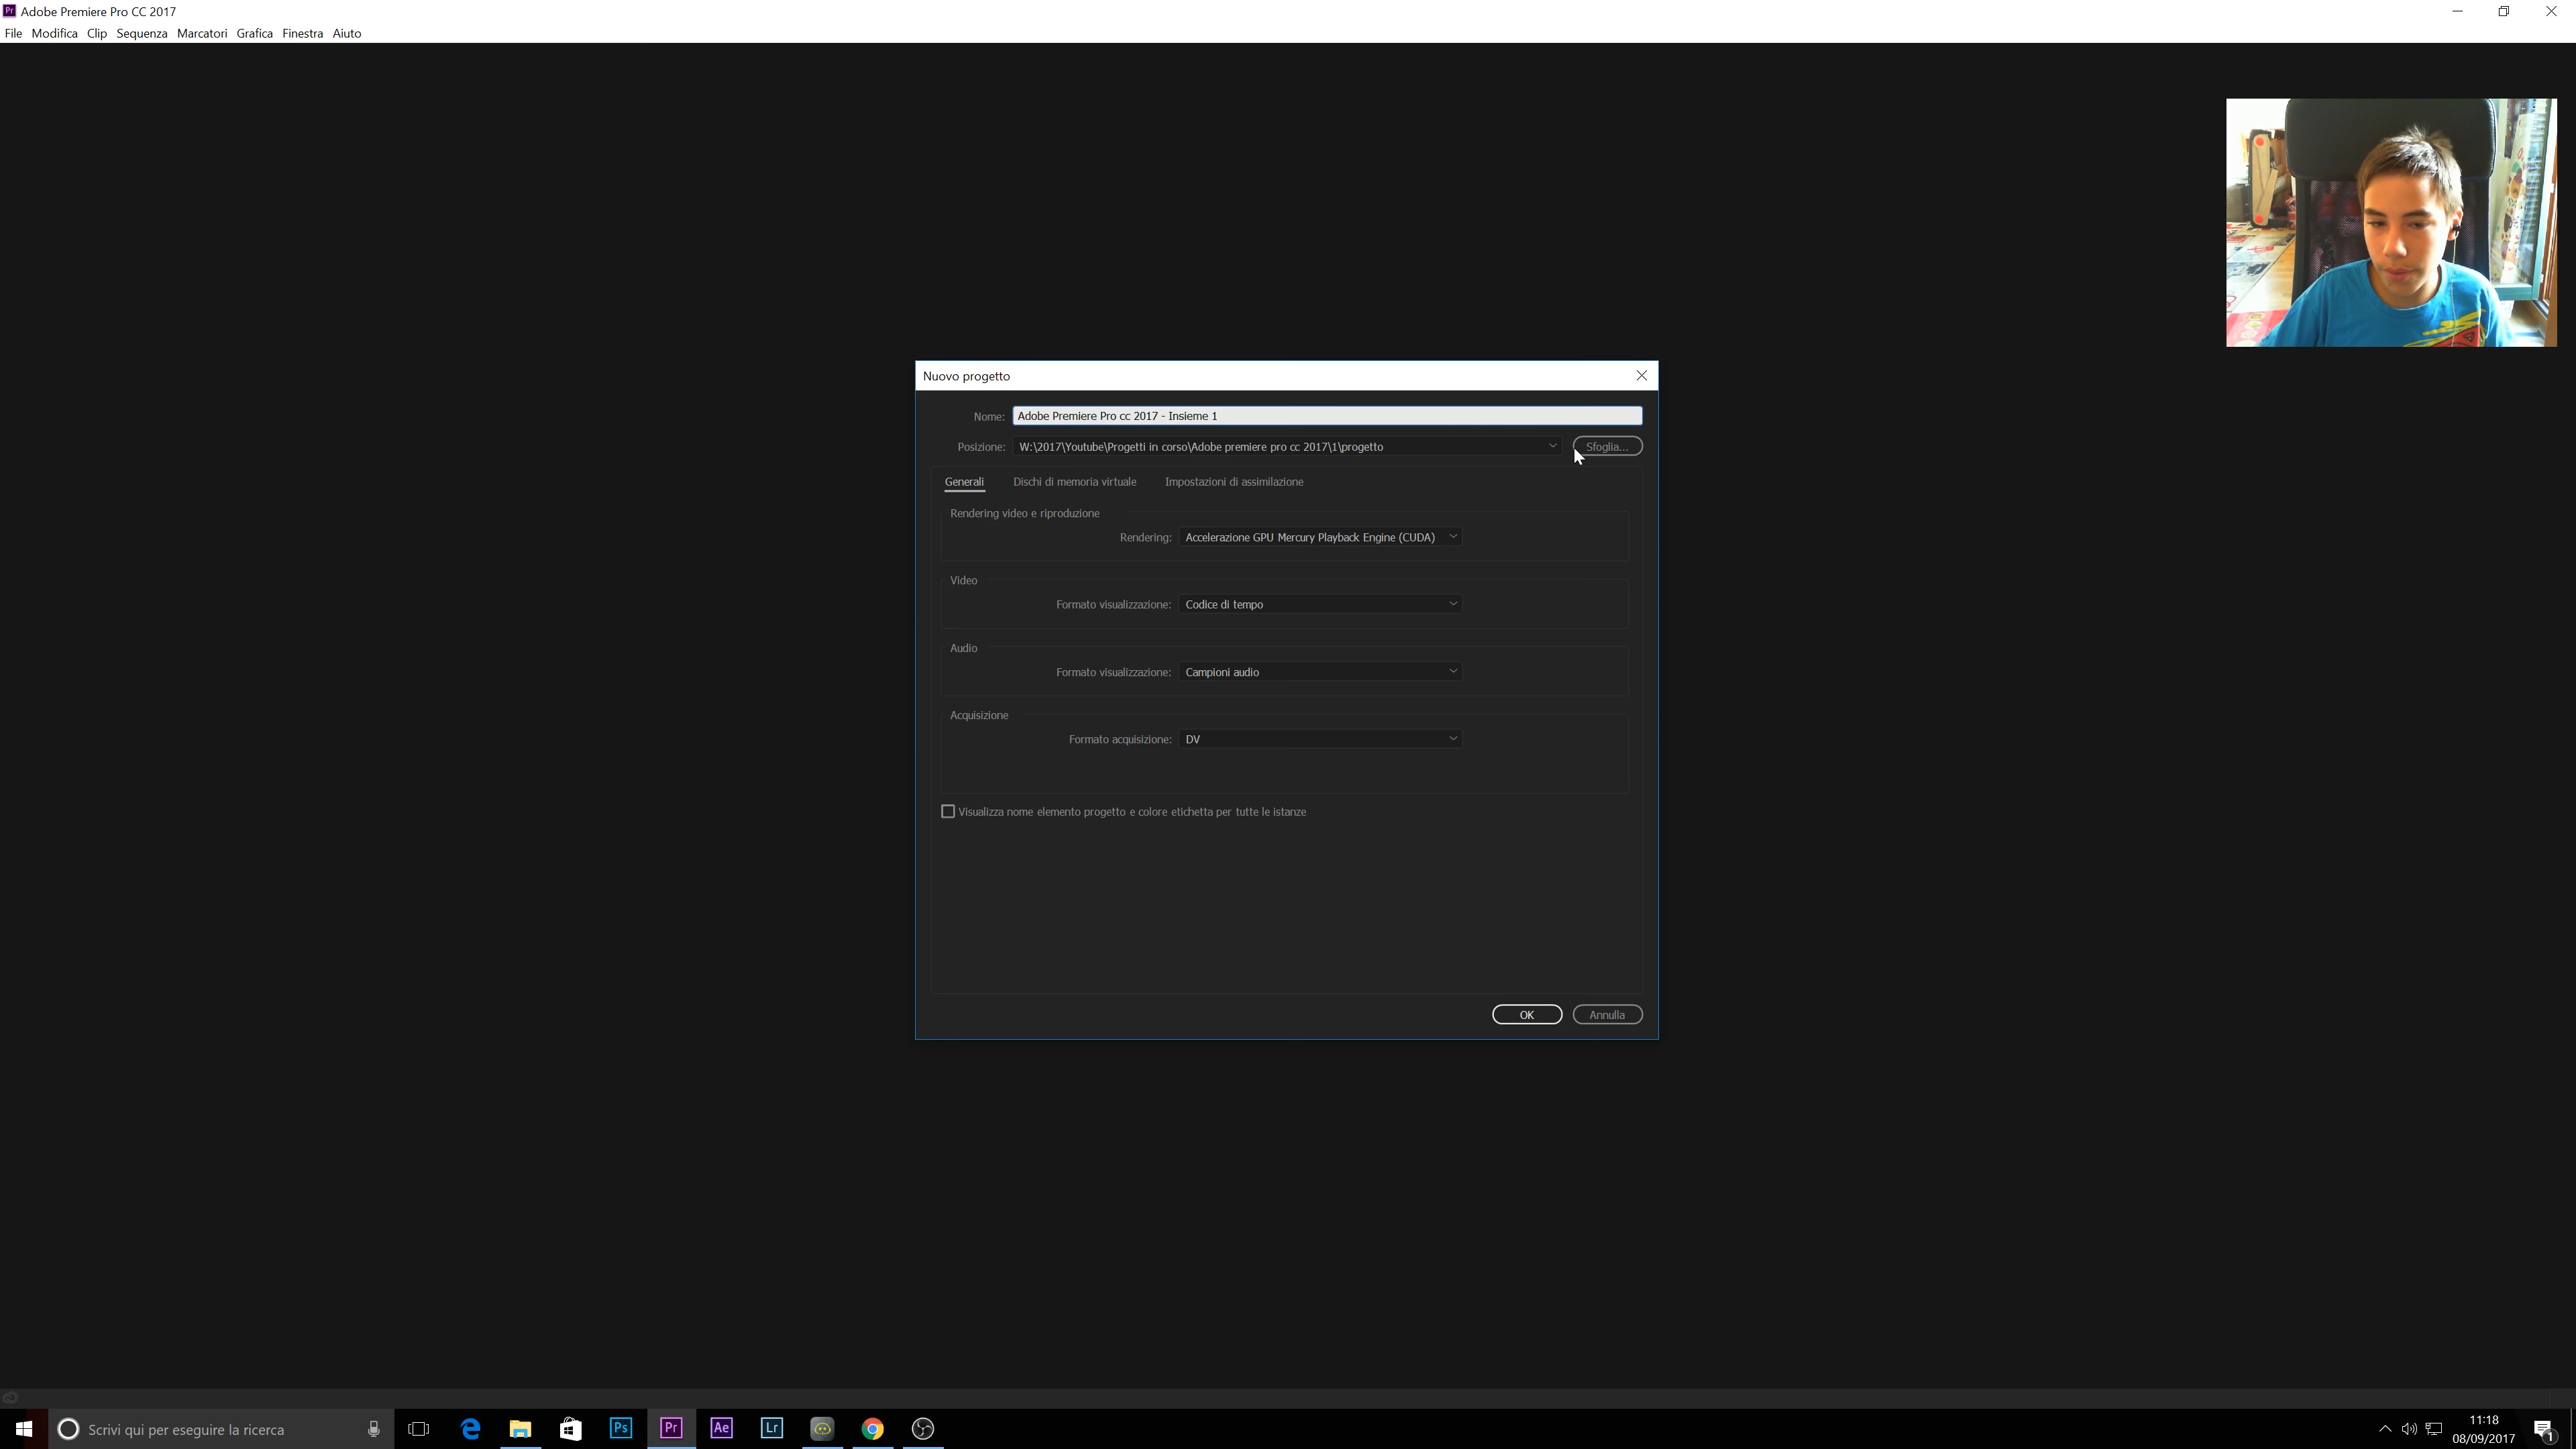 Pr Adobe Premiere Pro CC 2017
File Modifica Clip Sequenza Marcatori Grafica Finestra Aiuto
Nuovo progetto
Nome: Adobe Premiere Pro cc 2017 - Insieme 1
Posizione: W:\2017\Youtube\Progetti in corso\Adobe premiere pro cc 2017\1\progetto Sfoglia...
Generali Dischi di memoria virtuale Impostazioni di assimilazione
Rendering video e riproduzione
Rendering: Accelerazione GPU Mercury Playback Engine (CUDA)
Video
Formato visualizzazione: Codice di tempo
Audio
Formato visualizzazione: Campioni audio
Acquisizione
Formato acquisizione: DV
Visualizza nome elemento progetto e colore etichetta per tutte le istanze
OK Annulla
Scrivi qui per eseguire la ricerca Ps Pr Ae Lr 11:18
08/09/2017 1